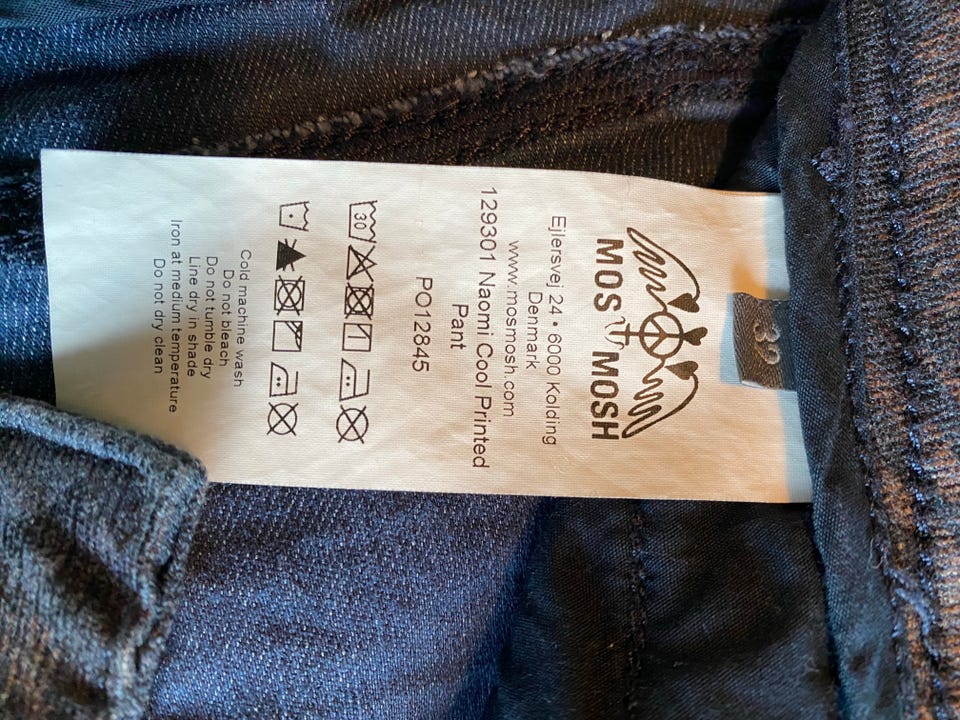 MOS MOSH
Ejlersvej 24 • 6000 Kolding
Denmark
www.mosmosh.com
129301 Naomi Cool Printed
Pant
PO12845
30
Cold machine wash
Do not bleach
Do not tumble dry
Line dry in shade
Iron at medium temperature
Do not dry clean
32